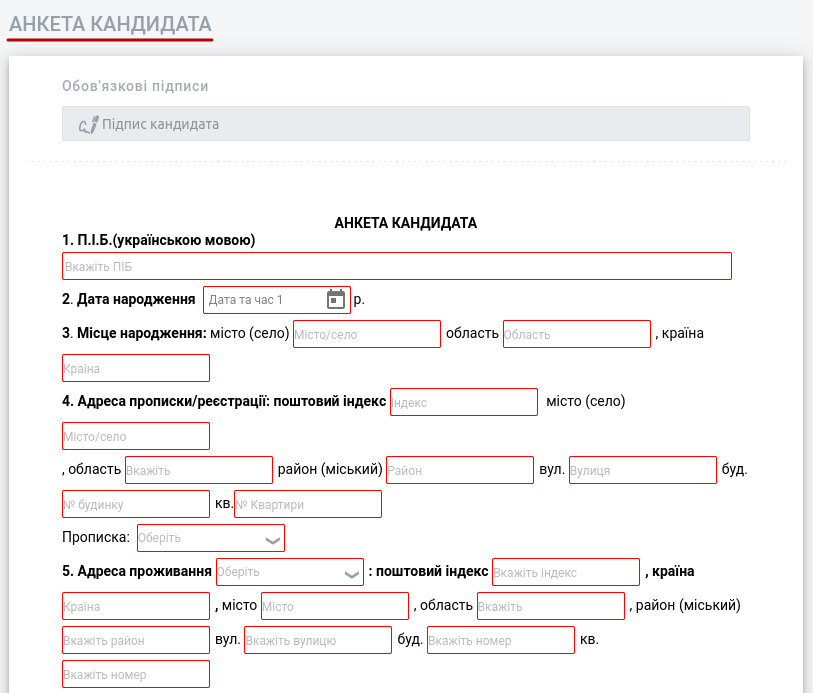 АНКЕТА КАНДИДАТА
Обов'язкові підписи
Підпис кандидата
АНКЕТА КАНДИДАТА
1. П.І.Б.(українською мовою)
Вкажіть ПІБ
2. Дата народження Дата та час 1 р.
3. Місце народження: місто (село) Місто/село область Область , країна
Країна
4. Адреса прописки/реєстрації: поштовий індекс Індекс місто (село)
Місто/село
, область Вкажіть район (міський) Район вул. Вулиця буд.
№ будинку кв. № Квартири
Прописка: Оберіть
5. Адреса проживання Оберіть : поштовий індекс Вкажіть індекс , країна
Країна , місто Місто , область Вкажіть , район (міський)
Вкажіть район вул. Вкажіть вулицю буд. Вкажіть номер кв.
Вкажіть номер